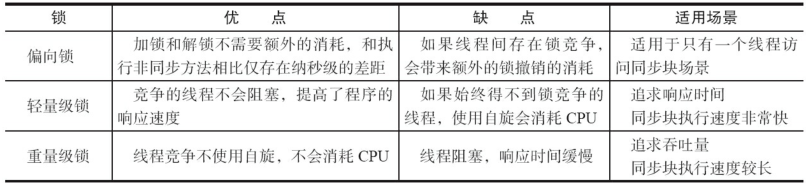 锁 优 点 缺 点 适用场景
偏向锁 加锁和解锁不需要额外的消耗，和执行非同步方法相比仅存在纳秒级的差距 如果线程间存在锁竞争，会带来额外的锁撤销的消耗 适用于只有一个线程访问同步块场景
轻量级锁 竞争的线程不会阻塞，提高了程序的响应速度 如果始终得不到锁竞争的线程，使用自旋会消耗 CPU 追求响应时间 同步块执行速度非常快
重量级锁 线程竞争不使用自旋，不会消耗 CPU 线程阻塞，响应时间缓慢 追求吞吐量 同步块执行速度较长